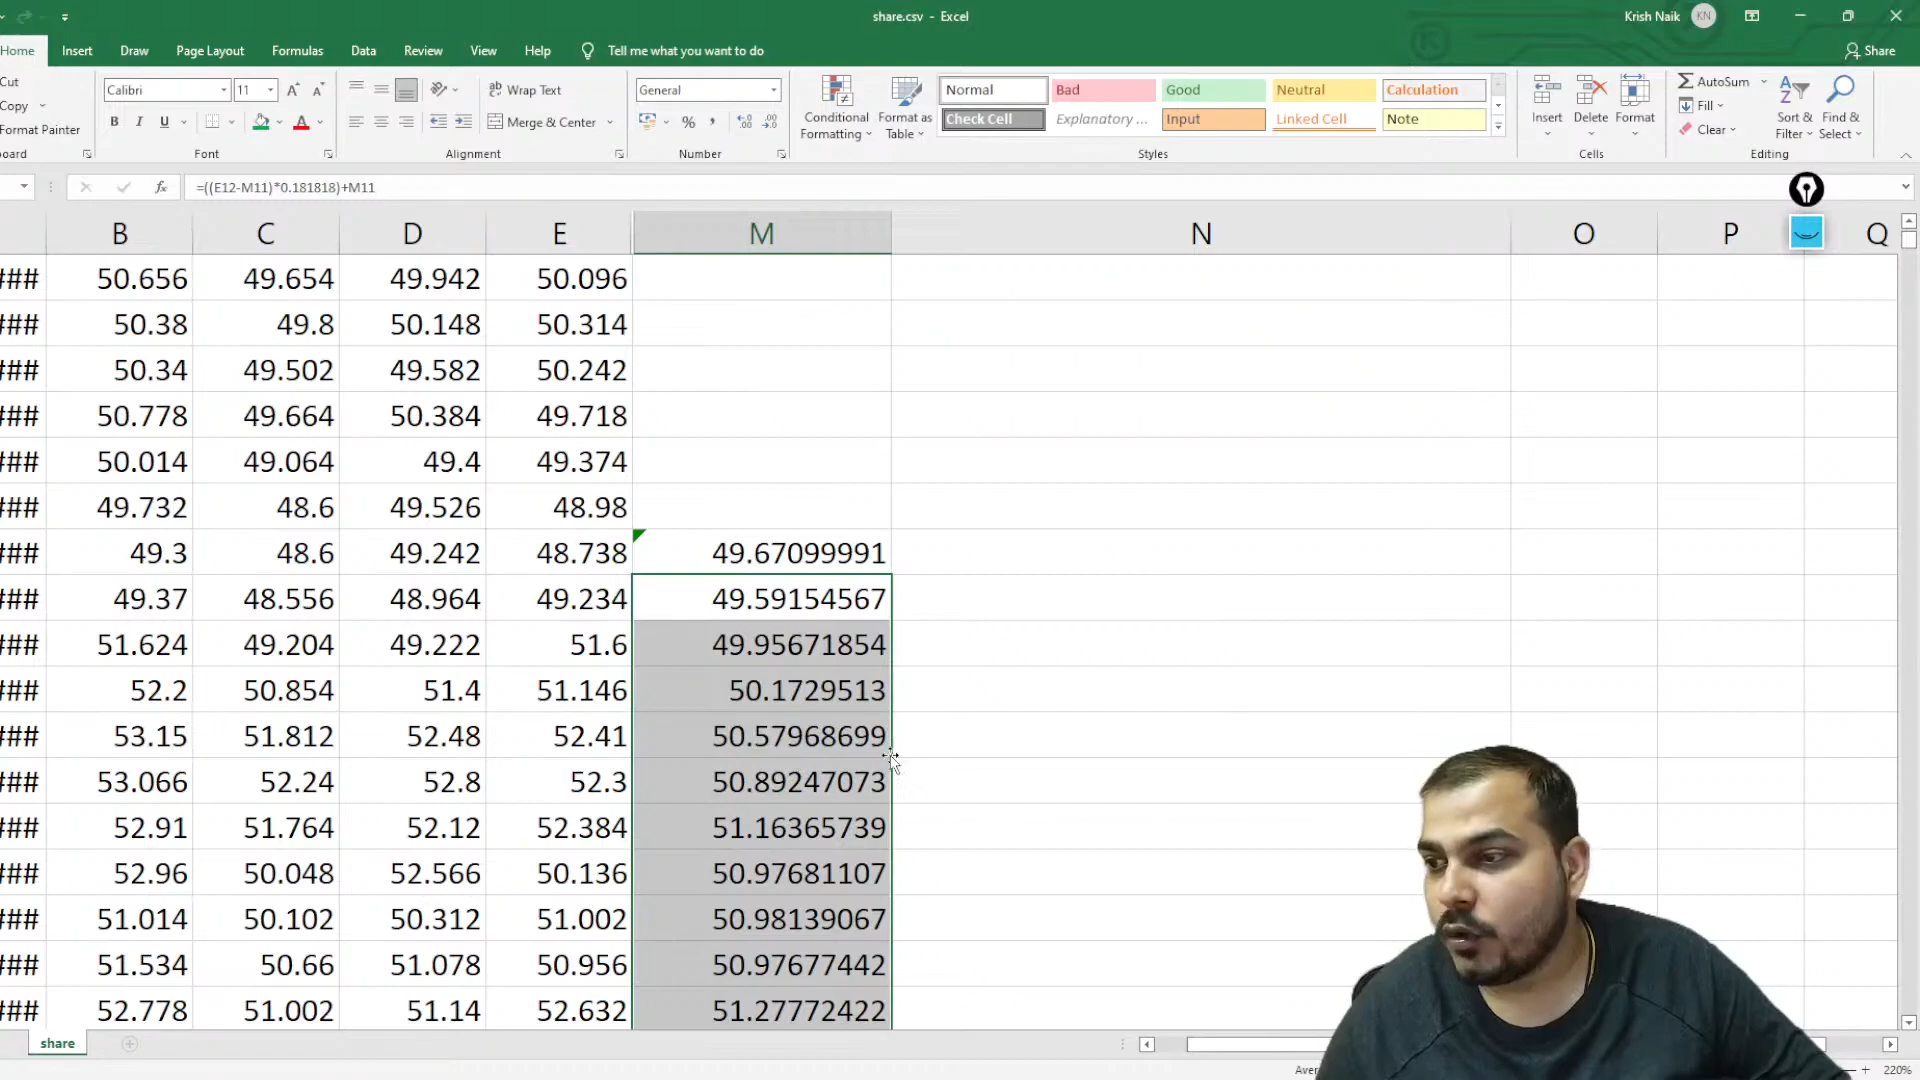 share.csv - Excel
Krish Naik KN
Home Insert Draw Page Layout Formulas Data Review View Help Tell me what you want to do Share
Cut
Copy
Format Painter
oard
Calibri 11
B I U A
Font
Wrap Text
Merge & Center
Alignment
General
% ,
Number
Conditional Formatting
Format as Table
Normal Bad Good Neutral Calculation
Check Cell Explanatory ... Input Linked Cell Note
Styles
Insert Delete Format
Cells
AutoSum
Fill
Clear
Sort & Filter
Find & Select
Editing
fx =((E12-M11)*0.181818)+M11
B C D E M N O P Q
### 50.656 49.654 49.942 50.096
### 50.38 49.8 50.148 50.314
### 50.34 49.502 49.582 50.242
### 50.778 49.664 50.384 49.718
### 50.014 49.064 49.4 49.374
### 49.732 48.6 49.526 48.98
### 49.3 48.6 49.242 48.738 49.67099991
### 49.37 48.556 48.964 49.234 49.59154567
### 51.624 49.204 49.222 51.6 49.95671854
### 52.2 50.854 51.4 51.146 50.1729513
### 53.15 51.812 52.48 52.41 50.57968699
### 53.066 52.24 52.8 52.3 50.89247073
### 52.91 51.764 52.12 52.384 51.16365739
### 52.96 50.048 52.566 50.136 50.97681107
### 51.014 50.102 50.312 51.002 50.98139067
### 51.534 50.66 51.078 50.956 50.97677442
### 52.778 51.002 51.14 52.632 51.27772422
share
Aver
220%